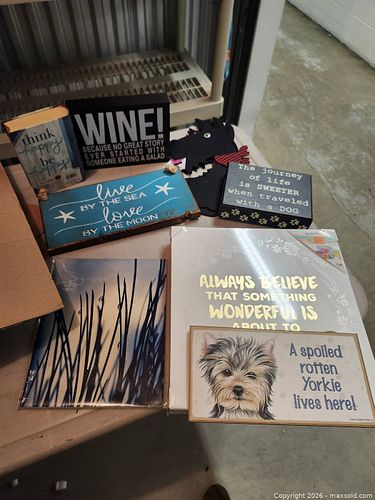 think
happy
be
happy
WINE!
BECAUSE NO GREAT STORY
EVER STARTED WITH
SOMEONE EATING A SALAD
live
BY THE SEA
love
BY THE MOON
The journey
of life
is SWEETER
when traveled
with a DOG
ALWAYS BELIEVE
THAT SOMETHING
WONDERFUL IS
ABOUT TO
A spoiled
rotten
Yorkie
lives here!
Copyright 2026 - maxsold.com